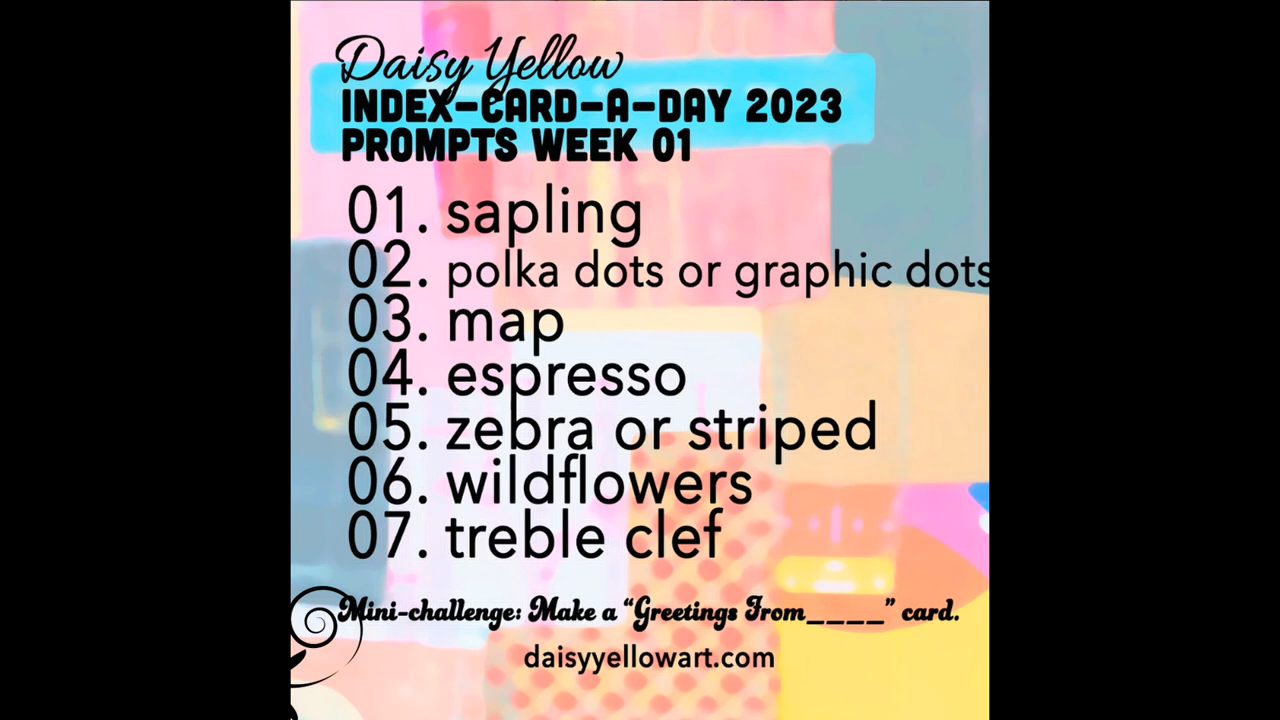 Daisy Yellow
INDEX-CARD-A-DAY 2023
PROMPTS WEEK 01
01. sapling
02. polka dots or graphic dots
03. map
04. espresso
05. zebra or striped
06. wildflowers
07. treble clef
Mini-challenge: Make a “Greetings From____” card.
daisyyellowart.com